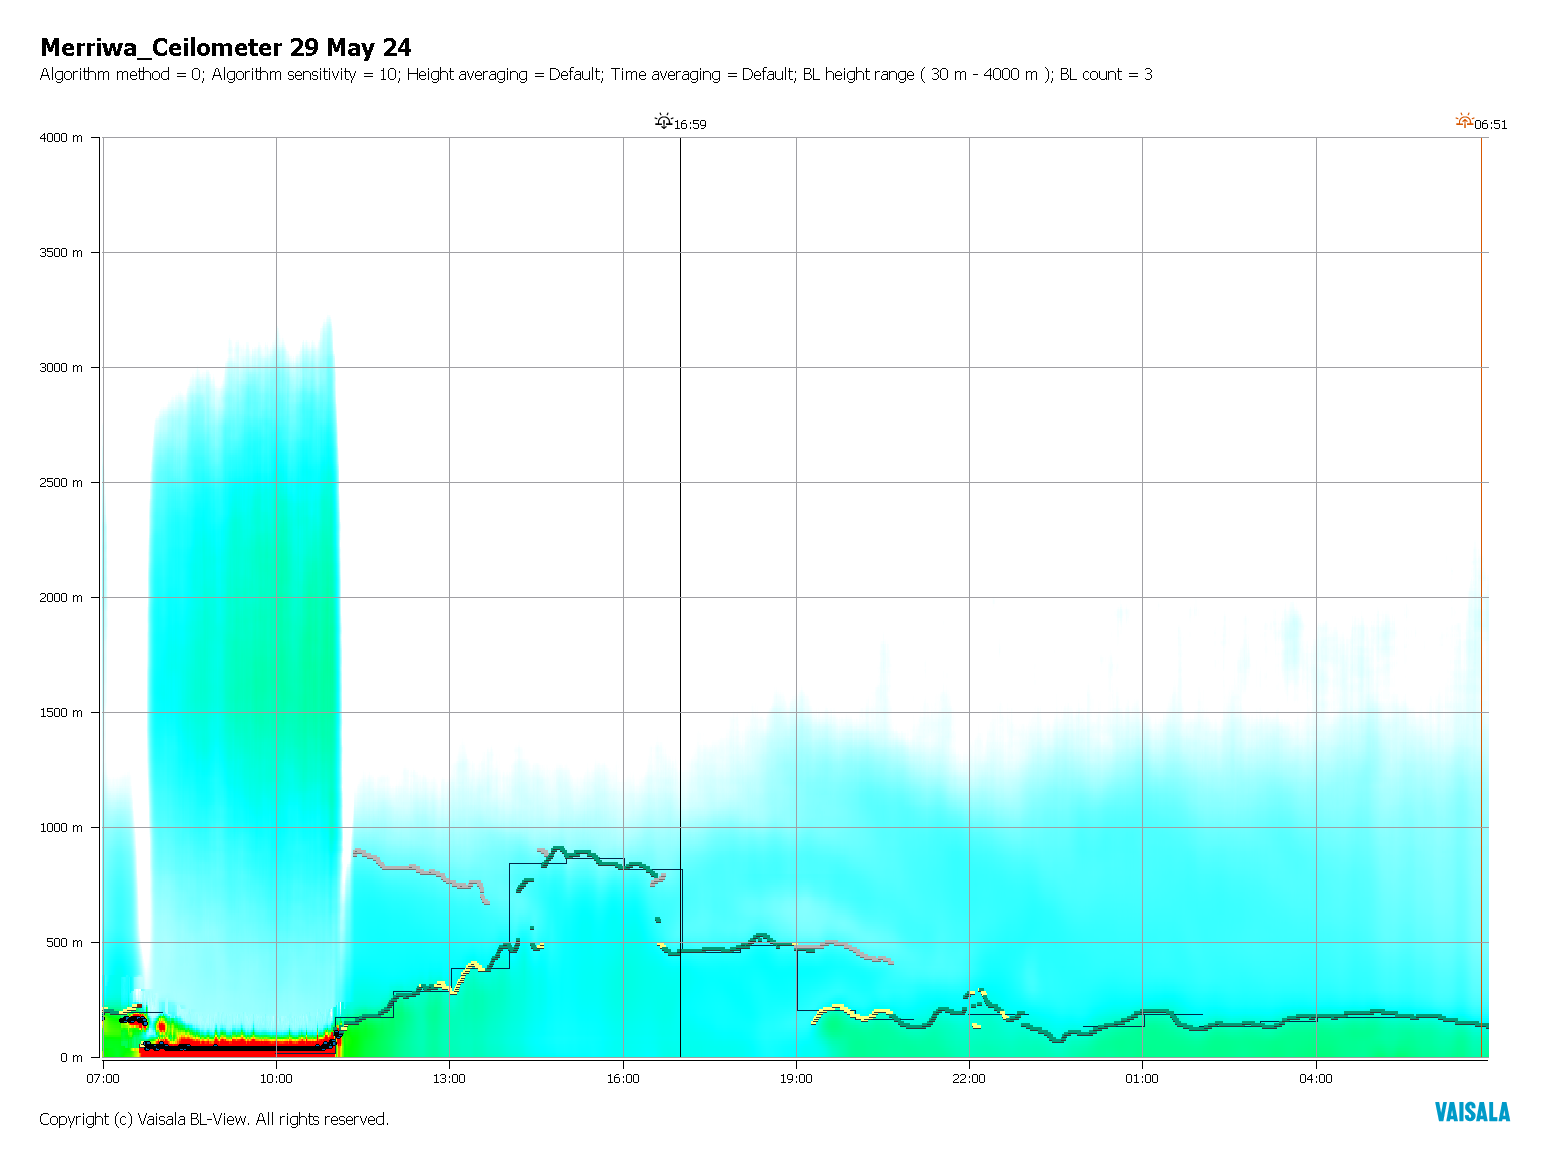 Merriwa_Ceilometer 29 May 24
Algorithm method = 0; Algorithm sensitivity = 10; Height averaging = Default; Time averaging = Default; BL height range ( 30 m - 4000 m ); BL count = 3
16:59
06:51
4000 m
3500 m
3000 m
2500 m
2000 m
1500 m
1000 m
500 m
0 m
07:00 10:00 13:00 16:00 19:00 22:00 01:00 04:00
Copyright (c) Vaisala BL-View. All rights reserved.
VAISALA